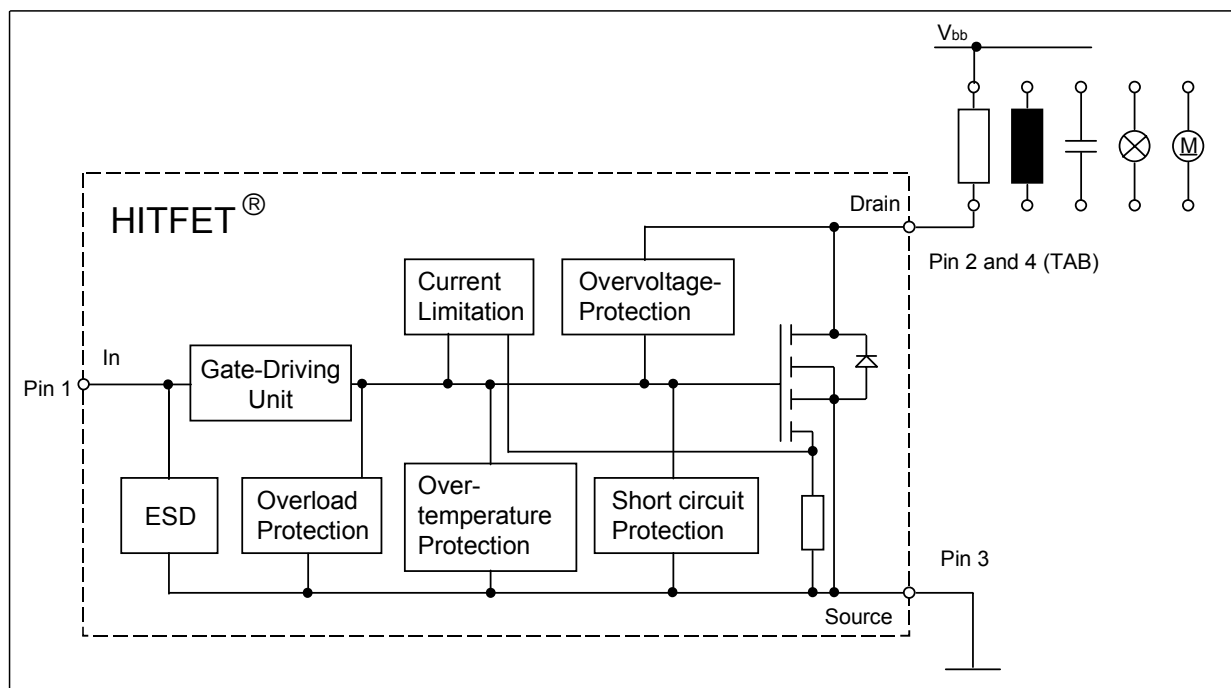 Vbb
HITFET ®
Drain
Pin 2 and 4 (TAB)
Current
Limitation
Overvoltage-
Protection
M
In
Pin 1
Gate-Driving
Unit
ESD
Overload
Protection
Over-
temperature
Protection
Short circuit
Protection
Pin 3
Source